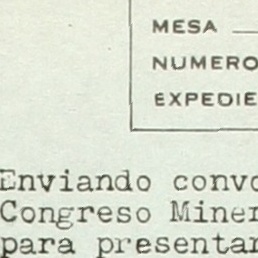 MESA
NUMERO
EXPEDIE
Enviando convo
Congreso Miner
para presentar